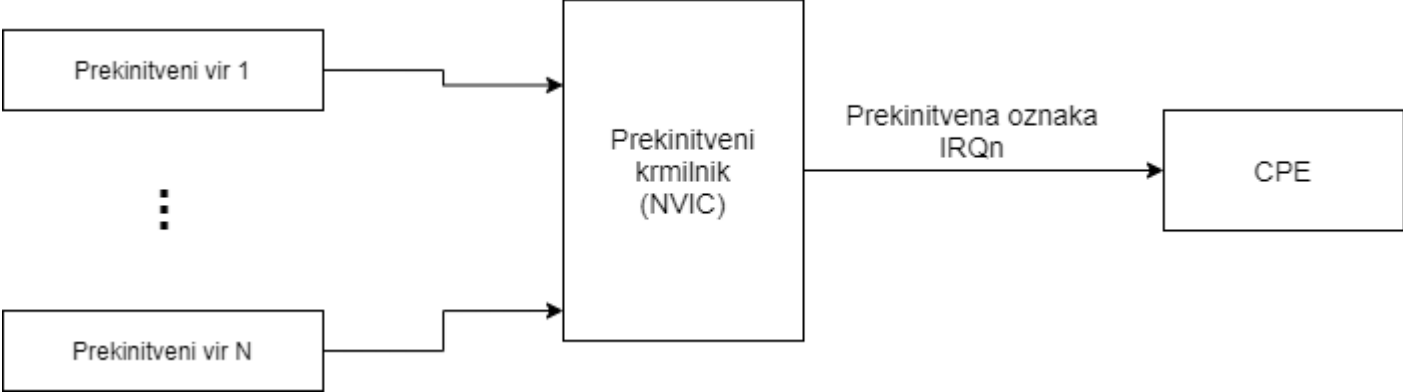 Prekinitveni vir 1
Prekinitveni
krmilnik
(NVIC)
Prekinitvena oznaka
IRQn
CPE
Prekinitveni vir N